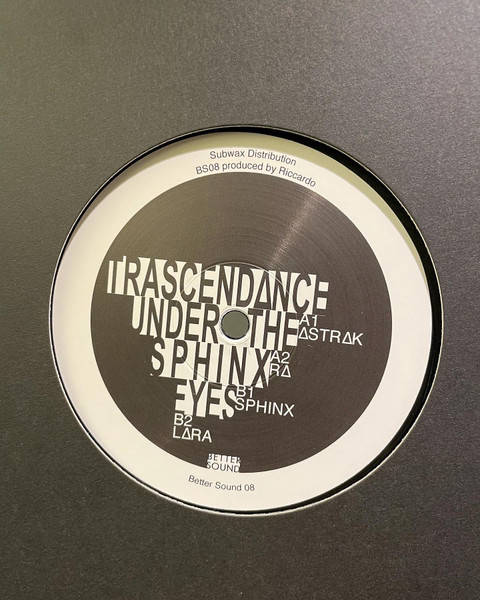 Subwax Distribution
BS08 produced by Riccardo
TRASCENDΔNCE
UNDER THE
SPHINX
EYES
A1
ΔSTRΔK
A2
RΔ
B1
SPHINX
B2
LΔRA
BETTER
SOUND
Better Sound 08